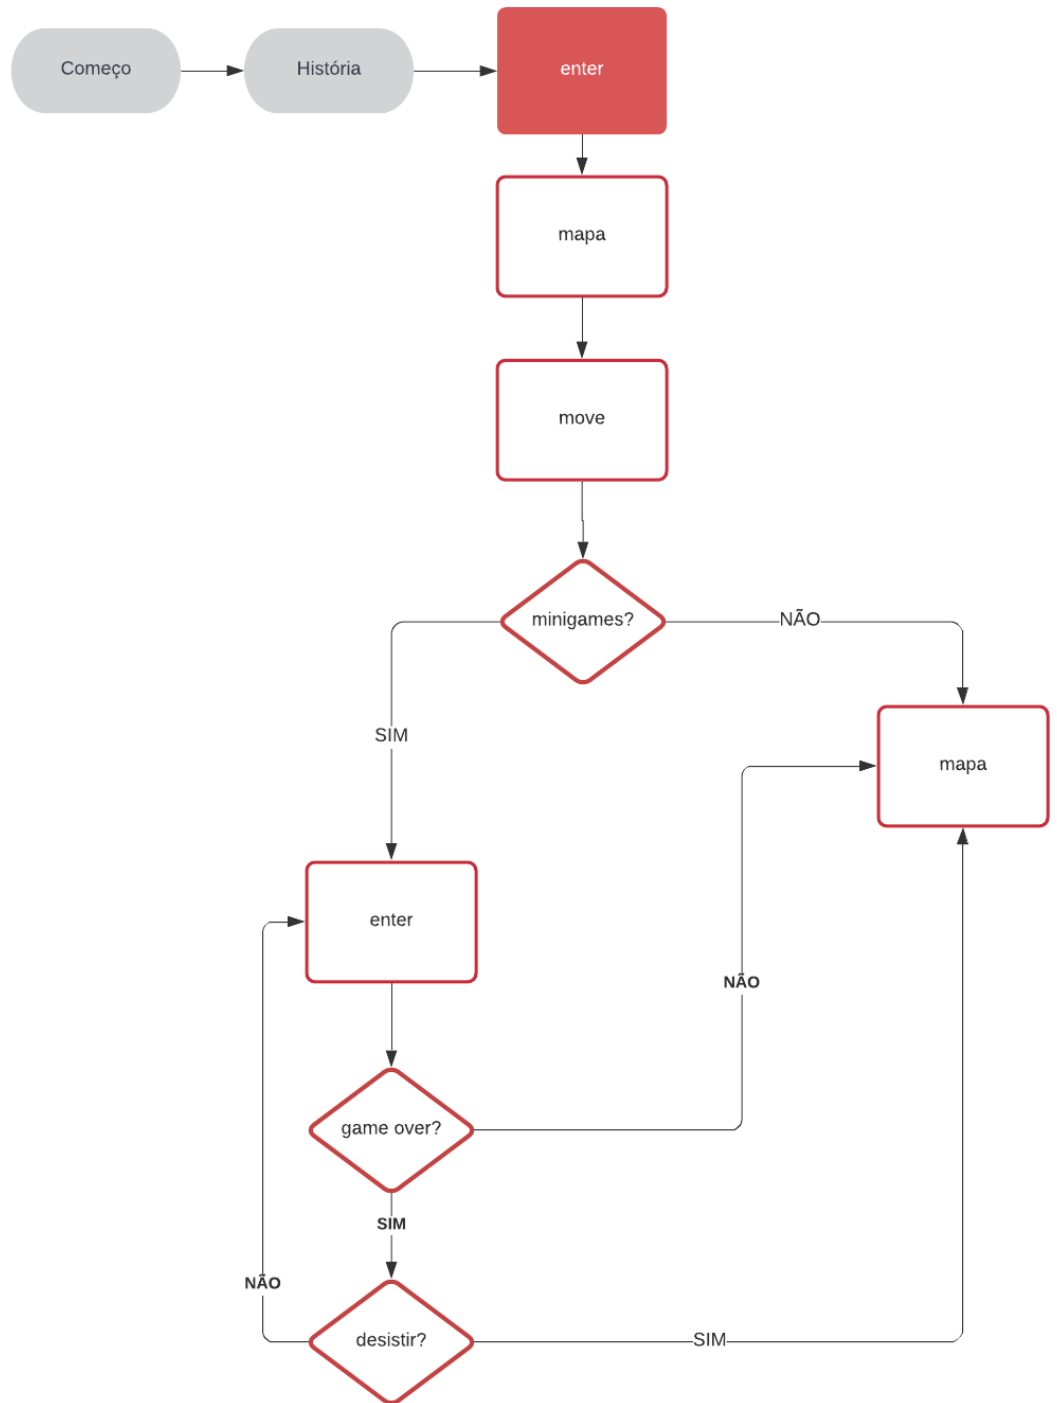 Começo
História
enter
mapa
move
minigames?
NÃO
SIM
mapa
enter
NÃO
game over?
SIM
NÃO
desistir?
SIM